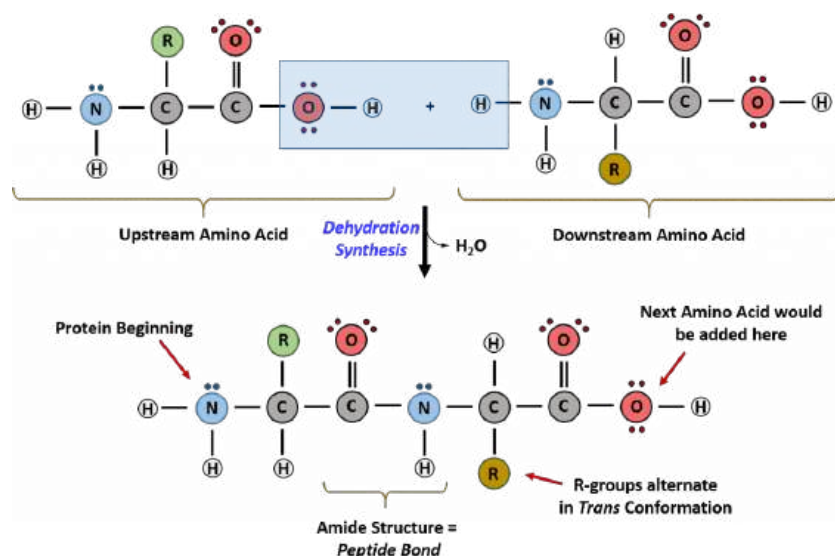 R O O
H N C C O H + H N C C O H
H H H R
H
Upstream Amino Acid
Dehydration
Synthesis
H₂O
Downstream Amino Acid
Protein Beginning
Next Amino Acid would
be added here
R O H O
H N C C N C C O H
H H H R
R-groups alternate
in Trans Conformation
Amide Structure =
Peptide Bond